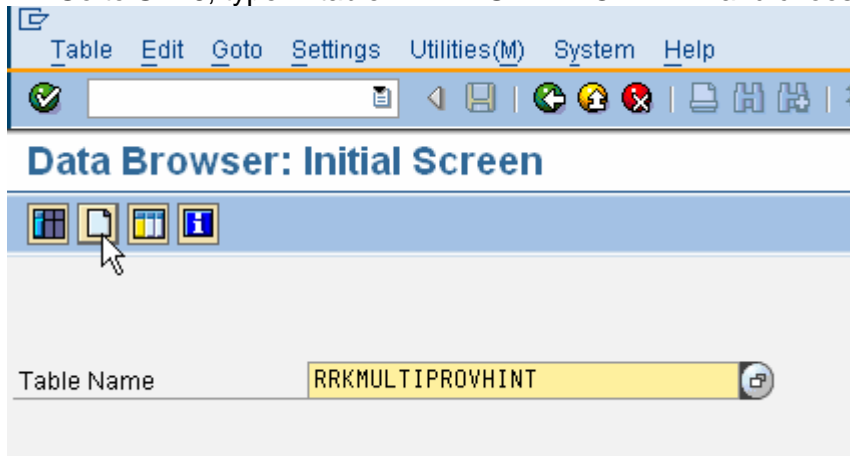 Table Edit Goto Settings Utilities(M) System Help
Data Browser: Initial Screen
Table Name RRKMULTIPROVHINT